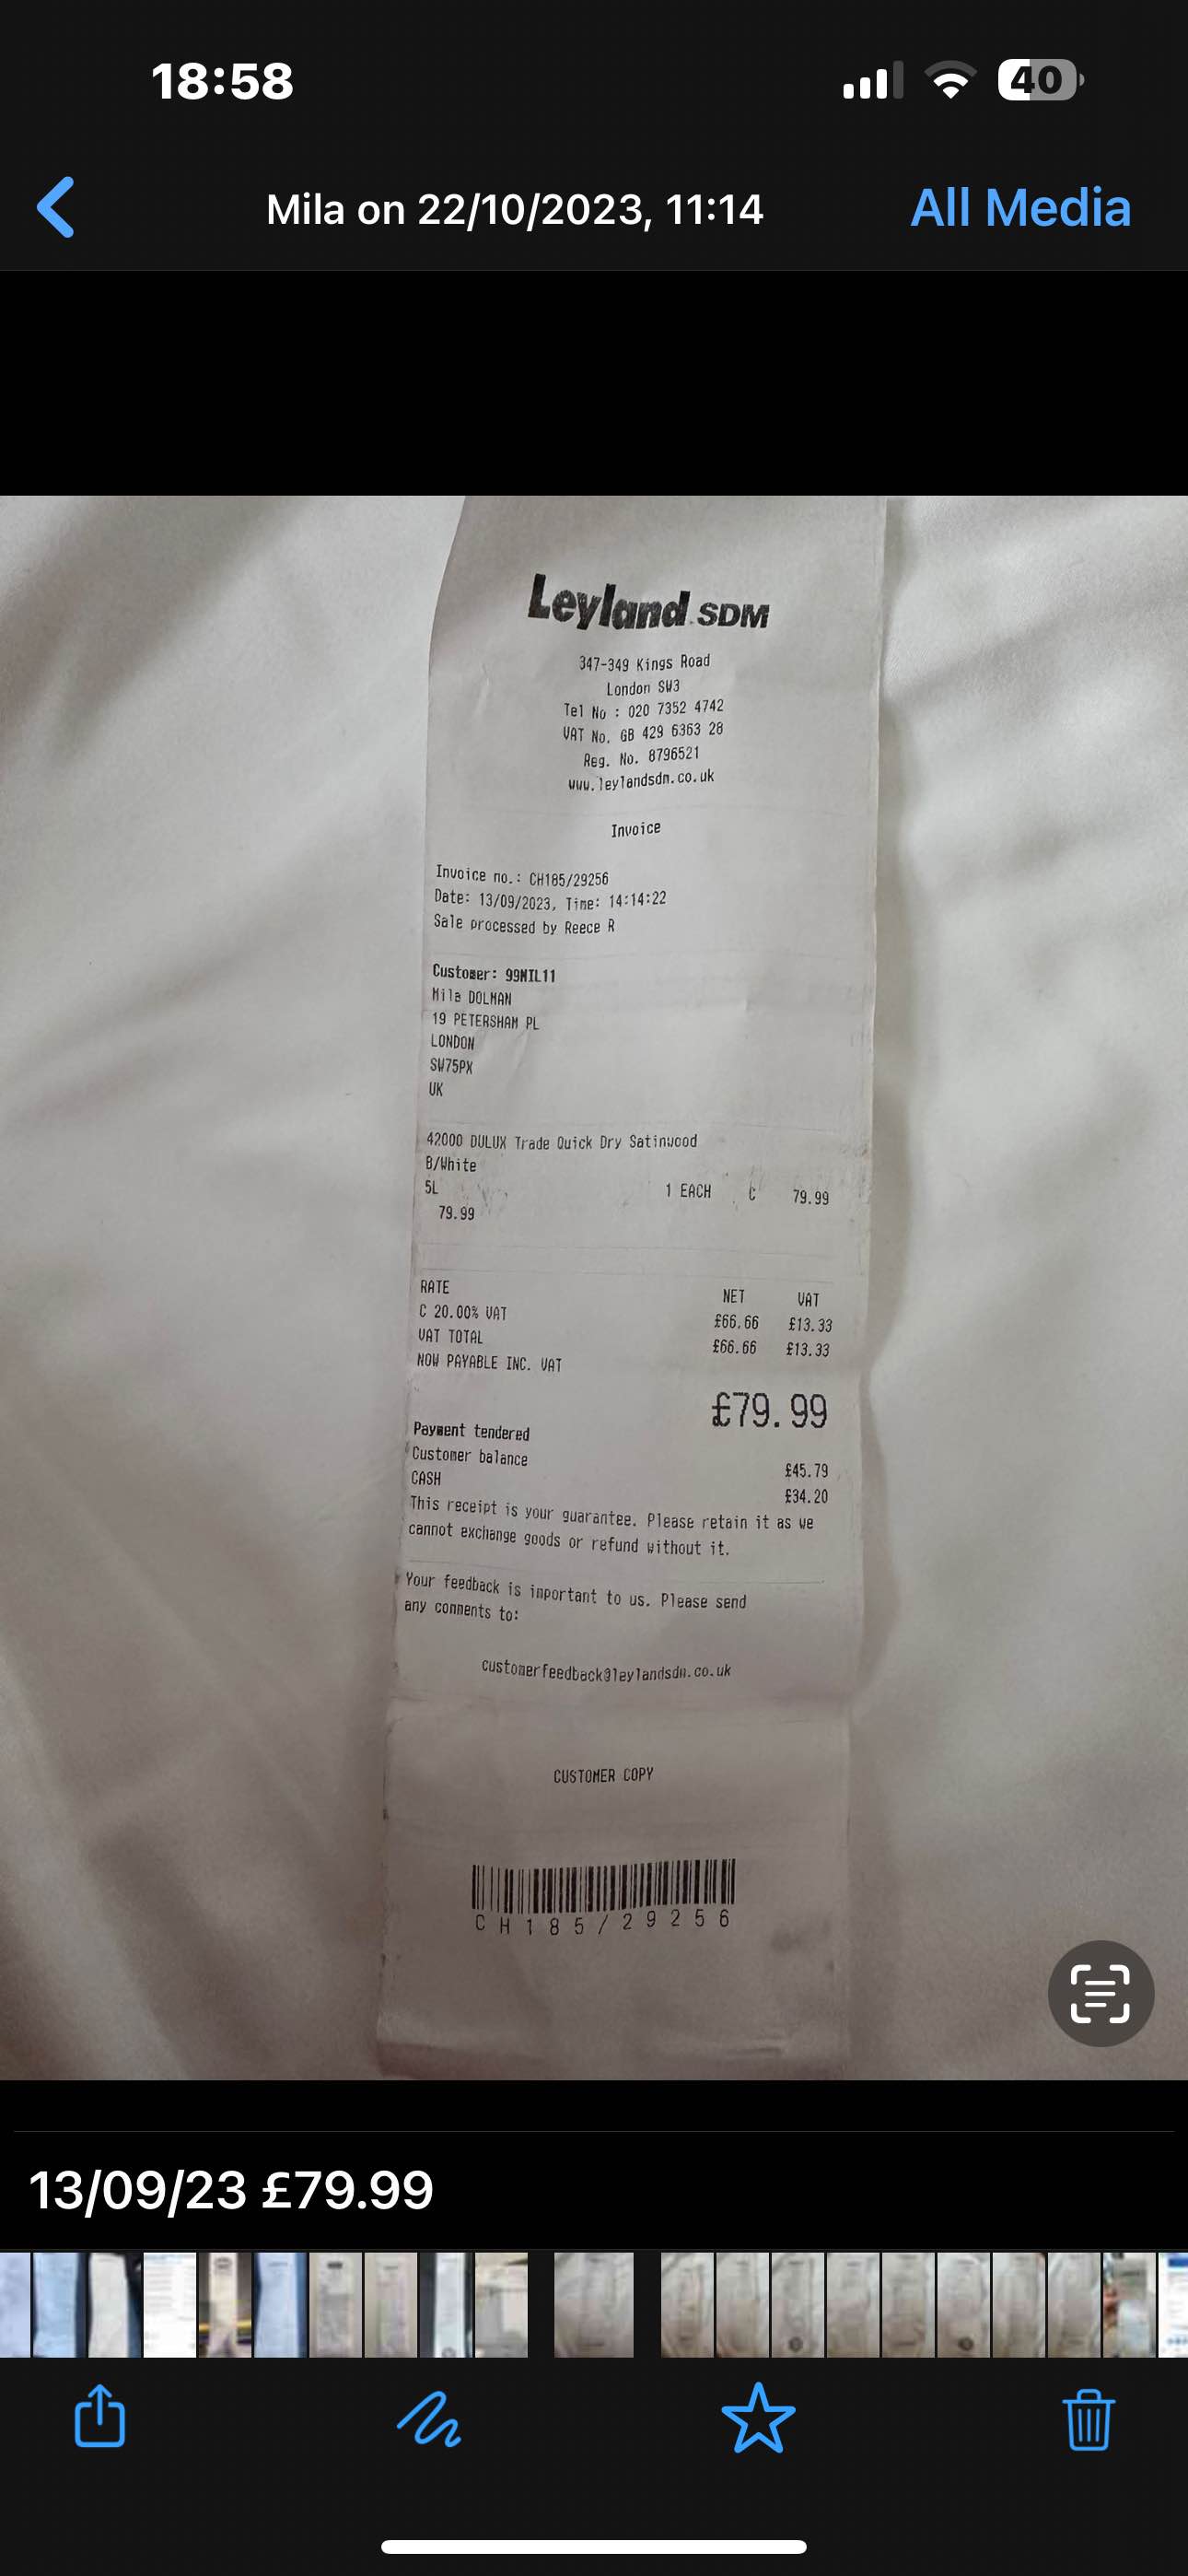 18:58
40
Mila on 22/10/2023, 11:14
All Media
Leyland SDM
347-349 Kings Road
London SW3
Tel No : 020 7352 4742
VAT No. GB 429 6363 28
Reg. No. 8796521
www.leylandsdm.co.uk
Invoice
Invoice no.: CH185/29256
Date: 13/09/2023, Time: 14:14:22
Sale processed by Reece R
Customer: 99MIL11
Mila DOLMAN
19 PETERSHAM PL
LONDON
SW75PX
UK
42000 DULUX Trade Quick Dry Satinwood
B/White
5L 1 EACH C 79.99
79.99
RATE NET VAT
C 20.00% VAT £66.66 £13.33
VAT TOTAL £66.66 £13.33
NOW PAYABLE INC. VAT
£79.99
Payment tendered
Customer balance £45.79
CASH £34.20
This receipt is your guarantee. Please retain it as we
cannot exchange goods or refund without it.
Your feedback is important to us. Please send
any comments to:
customerfeedback@leylandsdm.co.uk
CUSTOMER COPY
CH185/29256
13/09/23 £79.99